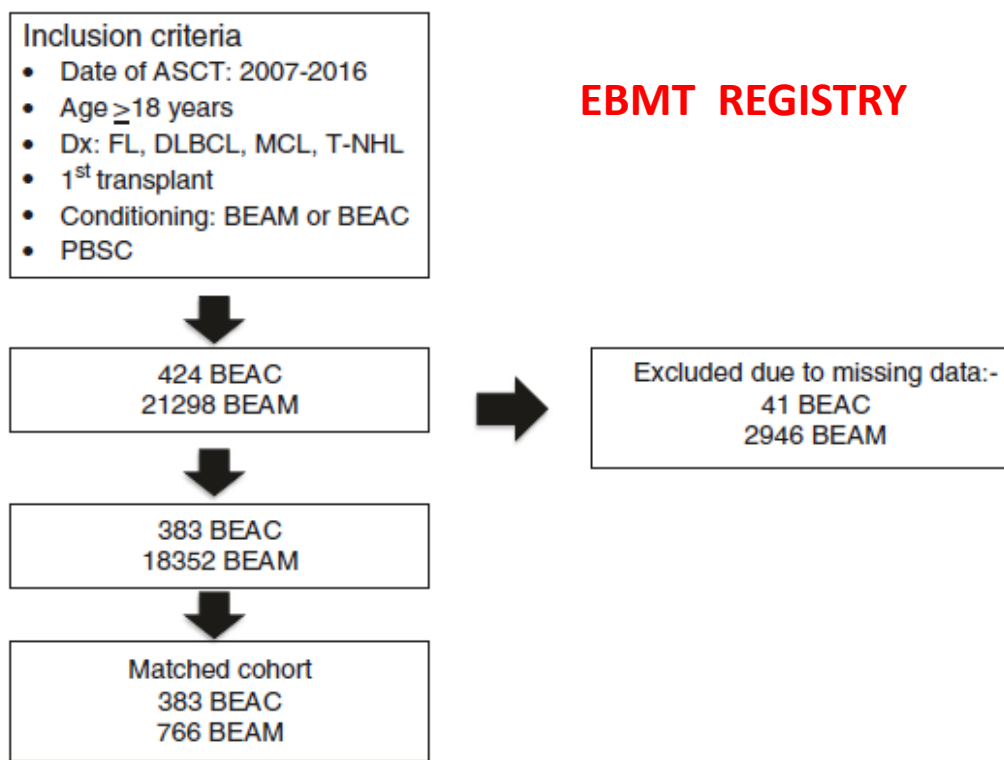 Inclusion criteria
• Date of ASCT: 2007-2016
• Age ≥18 years
• Dx: FL, DLBCL, MCL, T-NHL
• 1st transplant
• Conditioning: BEAM or BEAC
• PBSC
EBMT REGISTRY
424 BEAC
21298 BEAM
Excluded due to missing data:-
41 BEAC
2946 BEAM
383 BEAC
18352 BEAM
Matched cohort
383 BEAC
766 BEAM